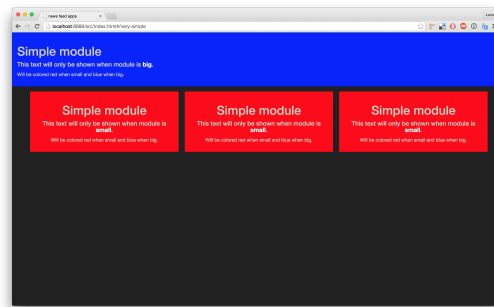 news feed apps
localhost:8888/src/index.html#/very-simple
Simple module
This text will only be shown when module is big.
Will be colored red when small and blue when big.
Simple module
This text will only be shown when module is
small.
Will be colored red when small and blue when big.
Simple module
This text will only be shown when module is
small.
Will be colored red when small and blue when big.
Simple module
This text will only be shown when module is
small.
Will be colored red when small and blue when big.